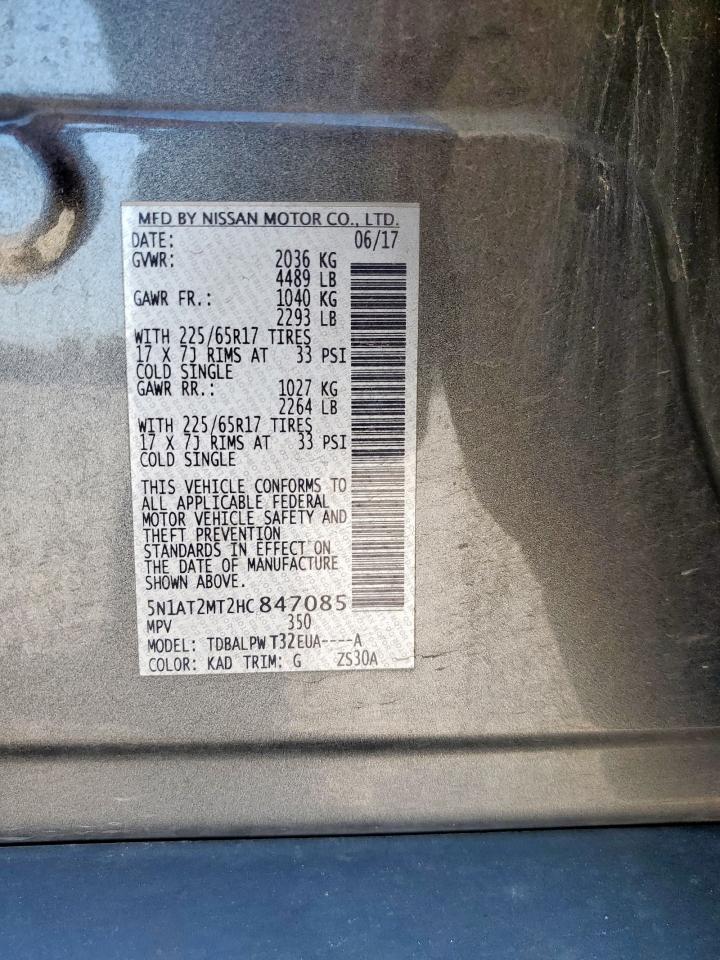 MFD BY NISSAN MOTOR CO., LTD.
DATE: 06/17
GVWR: 2036 KG
4489 LB
GAWR FR.: 1040 KG
2293 LB
WITH 225/65R17 TIRES
17 X 7J RIMS AT 33 PSI
COLD SINGLE
GAWR RR.: 1027 KG
2264 LB
WITH 225/65R17 TIRES
17 X 7J RIMS AT 33 PSI
COLD SINGLE
THIS VEHICLE CONFORMS TO
ALL APPLICABLE FEDERAL
MOTOR VEHICLE SAFETY AND
THEFT PREVENTION
STANDARDS IN EFFECT ON
THE DATE OF MANUFACTURE
SHOWN ABOVE.
5N1AT2MT2HC847085
MPV 350
MODEL: TDBALPWT32EUA----A
COLOR: KAD TRIM: G ZS30A